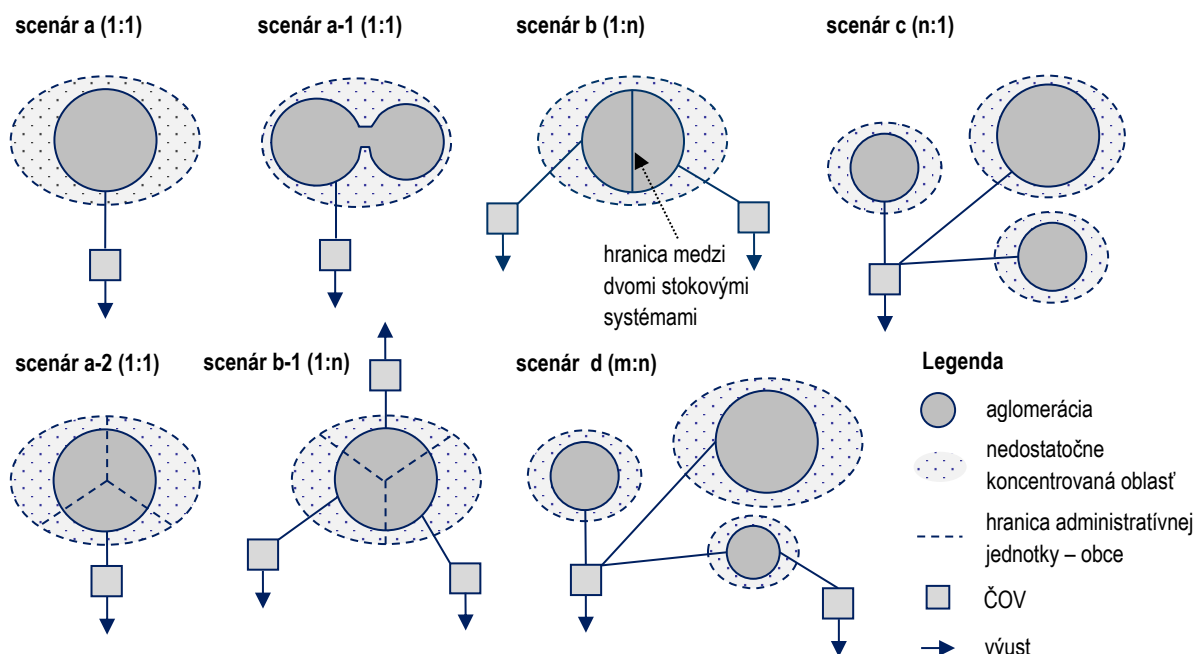 scenár a (1:1)
scenár a-1 (1:1)
scenár b (1:n)
scenár c (n:1)
hranica medzi
dvomi stokovými
systémami
scenár a-2 (1:1)
scenár b-1 (1:n)
scenár d (m:n)
Legenda
aglomerácia
nedostatočne
koncentrovaná oblasť
hranica administratívnej
jednotky – obce
ČOV
výust